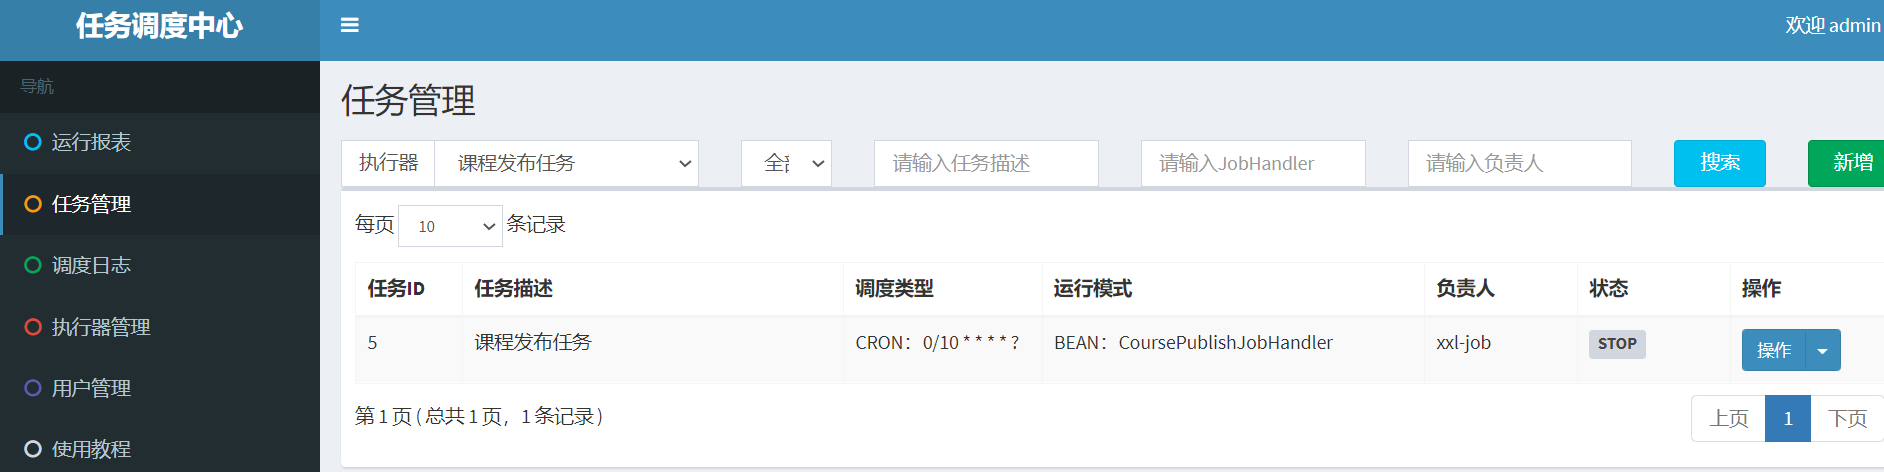 任务调度中心
欢迎 admin
导航
运行报表
任务管理
调度日志
执行器管理
用户管理
使用教程
任务管理
执行器 课程发布任务 请输入任务描述 请输入JobHandler 请输入负责人 搜索 新增
每页 10 条记录
任务ID 任务描述 调度类型 运行模式 负责人 状态 操作
5 课程发布任务 CRON：0/10 * * * * ? BEAN：CoursePublishJobHandler xxl-job STOP 操作
第 1 页 ( 总共 1 页，1 条记录 )
上页 1 下页